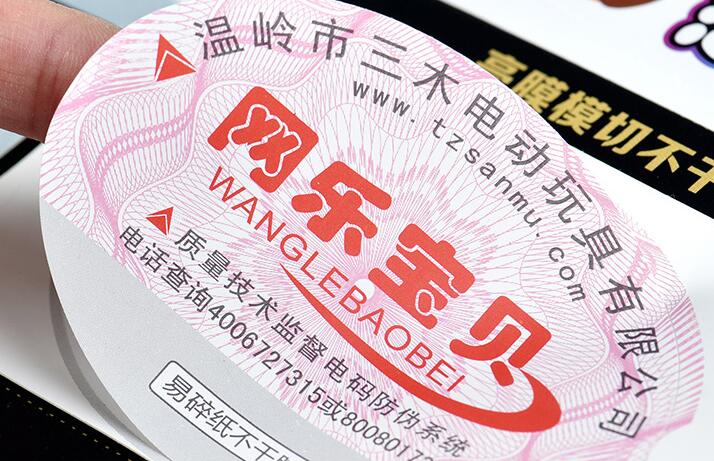 温岭市三木电动玩具有限公司
www.tzsanmu.com
网乐宝贝
WANGLEBAOBEI
质量技术监督电码防伪系统
电话查询4006727315或8008017
易碎纸不干胶
高膜模切不干